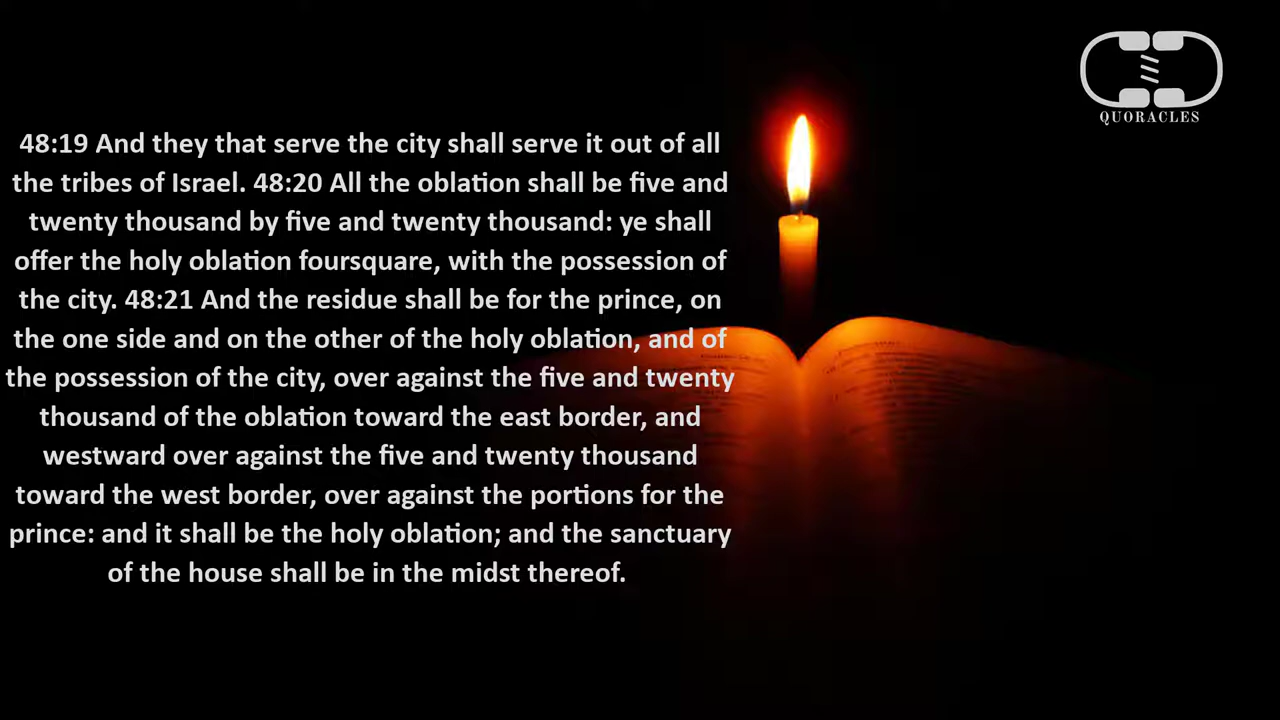 QUORACLES
48:19 And they that serve the city shall serve it out of all
the tribes of Israel. 48:20 All the oblation shall be five and
twenty thousand by five and twenty thousand: ye shall
offer the holy oblation foursquare, with the possession of
the city. 48:21 And the residue shall be for the prince, on
the one side and on the other of the holy oblation, and of
the possession of the city, over against the five and twenty
thousand of the oblation toward the east border, and
westward over against the five and twenty thousand
toward the west border, over against the portions for the
prince: and it shall be the holy oblation; and the sanctuary
of the house shall be in the midst thereof.